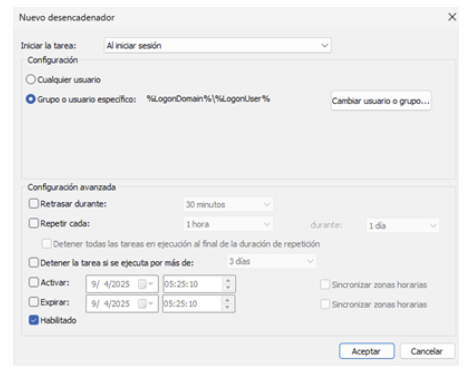 Nuevo desencadenador
Iniciar la tarea: Al iniciar sesión
Configuración
Cualquier usuario
Grupo o usuario específico: %LogonDomain%\%LogonUser% Cambiar usuario o grupo...
Configuración avanzada
Retrasar durante: 30 minutos
Repetir cada: 1 hora durante: 1 día
Detener todas las tareas en ejecución al final de la duración de repetición
Detener la tarea si se ejecuta por más de: 3 días
Activar: 9/ 4/2025 05:25:10 Sincronizar zonas horarias
Expirar: 9/ 4/2025 05:25:10 Sincronizar zonas horarias
Habilitado
Aceptar Cancelar